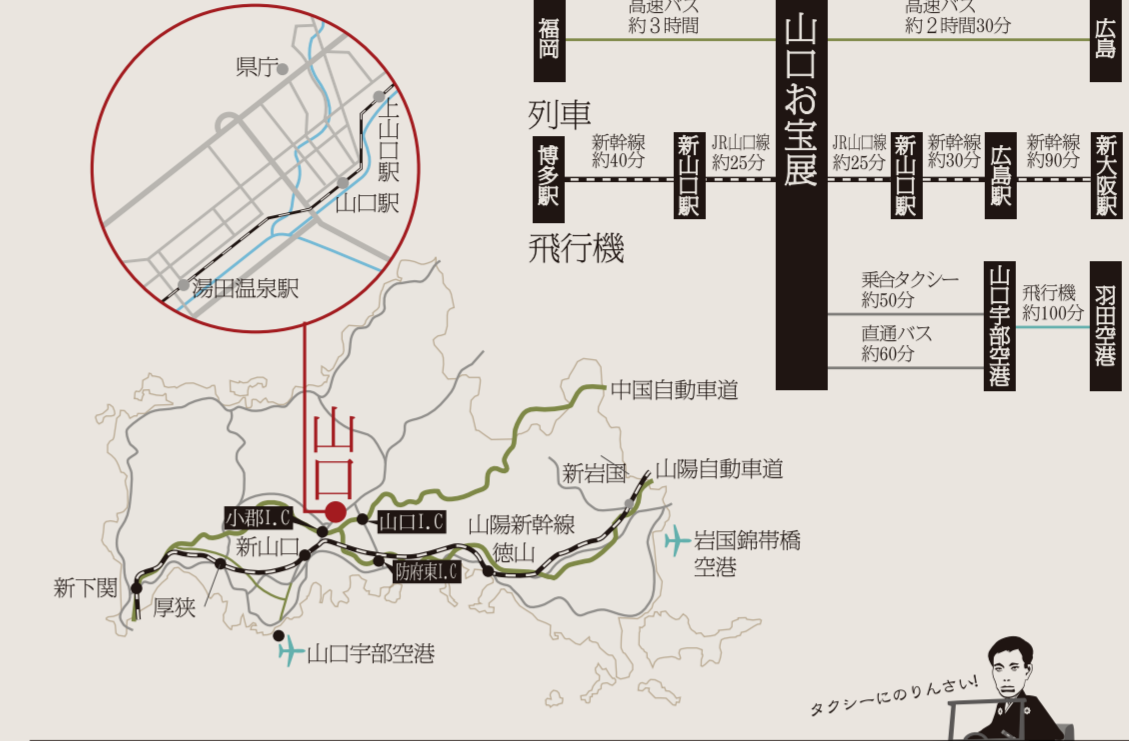 高速バス
約3時間
高速バス
約2時間30分
福岡
山口お宝展
広島
列車
博多駅
新幹線
約40分
新山口駅
JR山口線
約25分
JR山口線
約25分
新山口駅
新幹線
約30分
広島駅
新幹線
約90分
新大阪駅
飛行機
乗合タクシー
約50分
直通バス
約60分
山口宇部空港
飛行機
約100分
羽田空港
県庁
上山口駅
山口駅
湯田温泉駅
中国自動車道
山口
新岩国
山陽自動車道
小郡I.C
山口I.C
山陽新幹線
新山口
徳山
岩国錦帯橋
空港
防府東I.C
新下関
厚狭
山口宇部空港
タクシーにのりんさい!